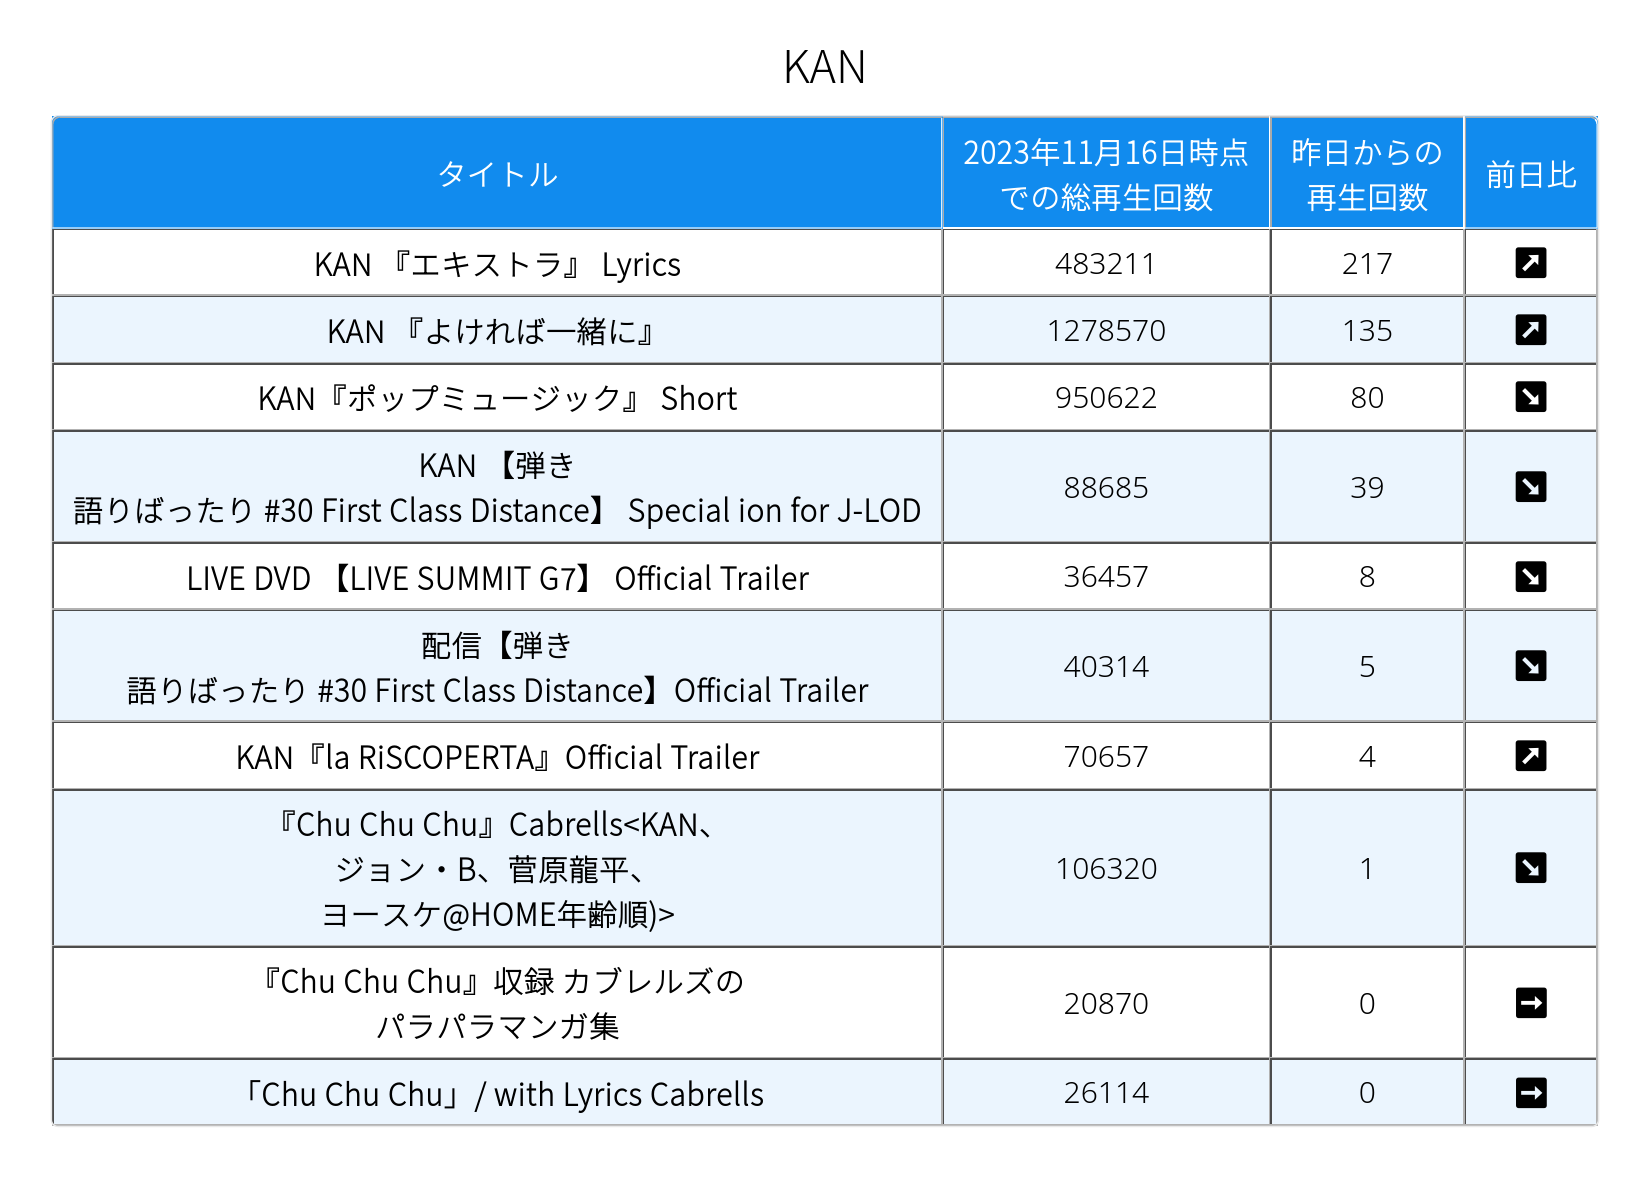 KAN
タイトル
2023年11月16日時点
での総再生回数
昨日からの
再生回数
前日比
KAN 『エキストラ』 Lyrics
483211
217
KAN 『よければ一緒に』
1278570
135
KAN『ポップミュージック』 Short
950622
80
KAN 【弾き
語りばったり #30 First Class Distance】 Special ion for J-LOD
88685
39
LIVE DVD 【LIVE SUMMIT G7】 Official Trailer
36457
8
配信【弾き
語りばったり #30 First Class Distance】Official Trailer
40314
5
KAN『la RiSCOPERTA』Official Trailer
70657
4
『Chu Chu Chu』Cabrells<KAN、
ジョン・B、菅原龍平、
ヨースケ@HOME年齢順)>
106320
1
『Chu Chu Chu』収録 カブレルズの
パラパラマンガ集
20870
0
「Chu Chu Chu」/ with Lyrics Cabrells
26114
0